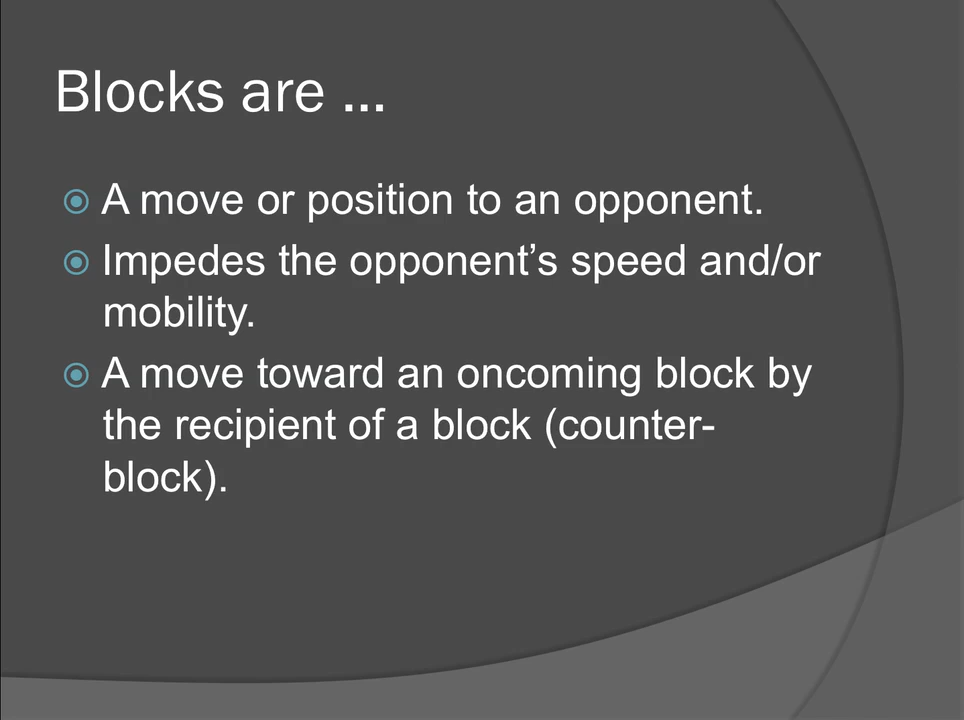 Blocks are ...
A move or position to an opponent.
Impedes the opponent’s speed and/or
mobility.
A move toward an oncoming block by
the recipient of a block (counter-
block).